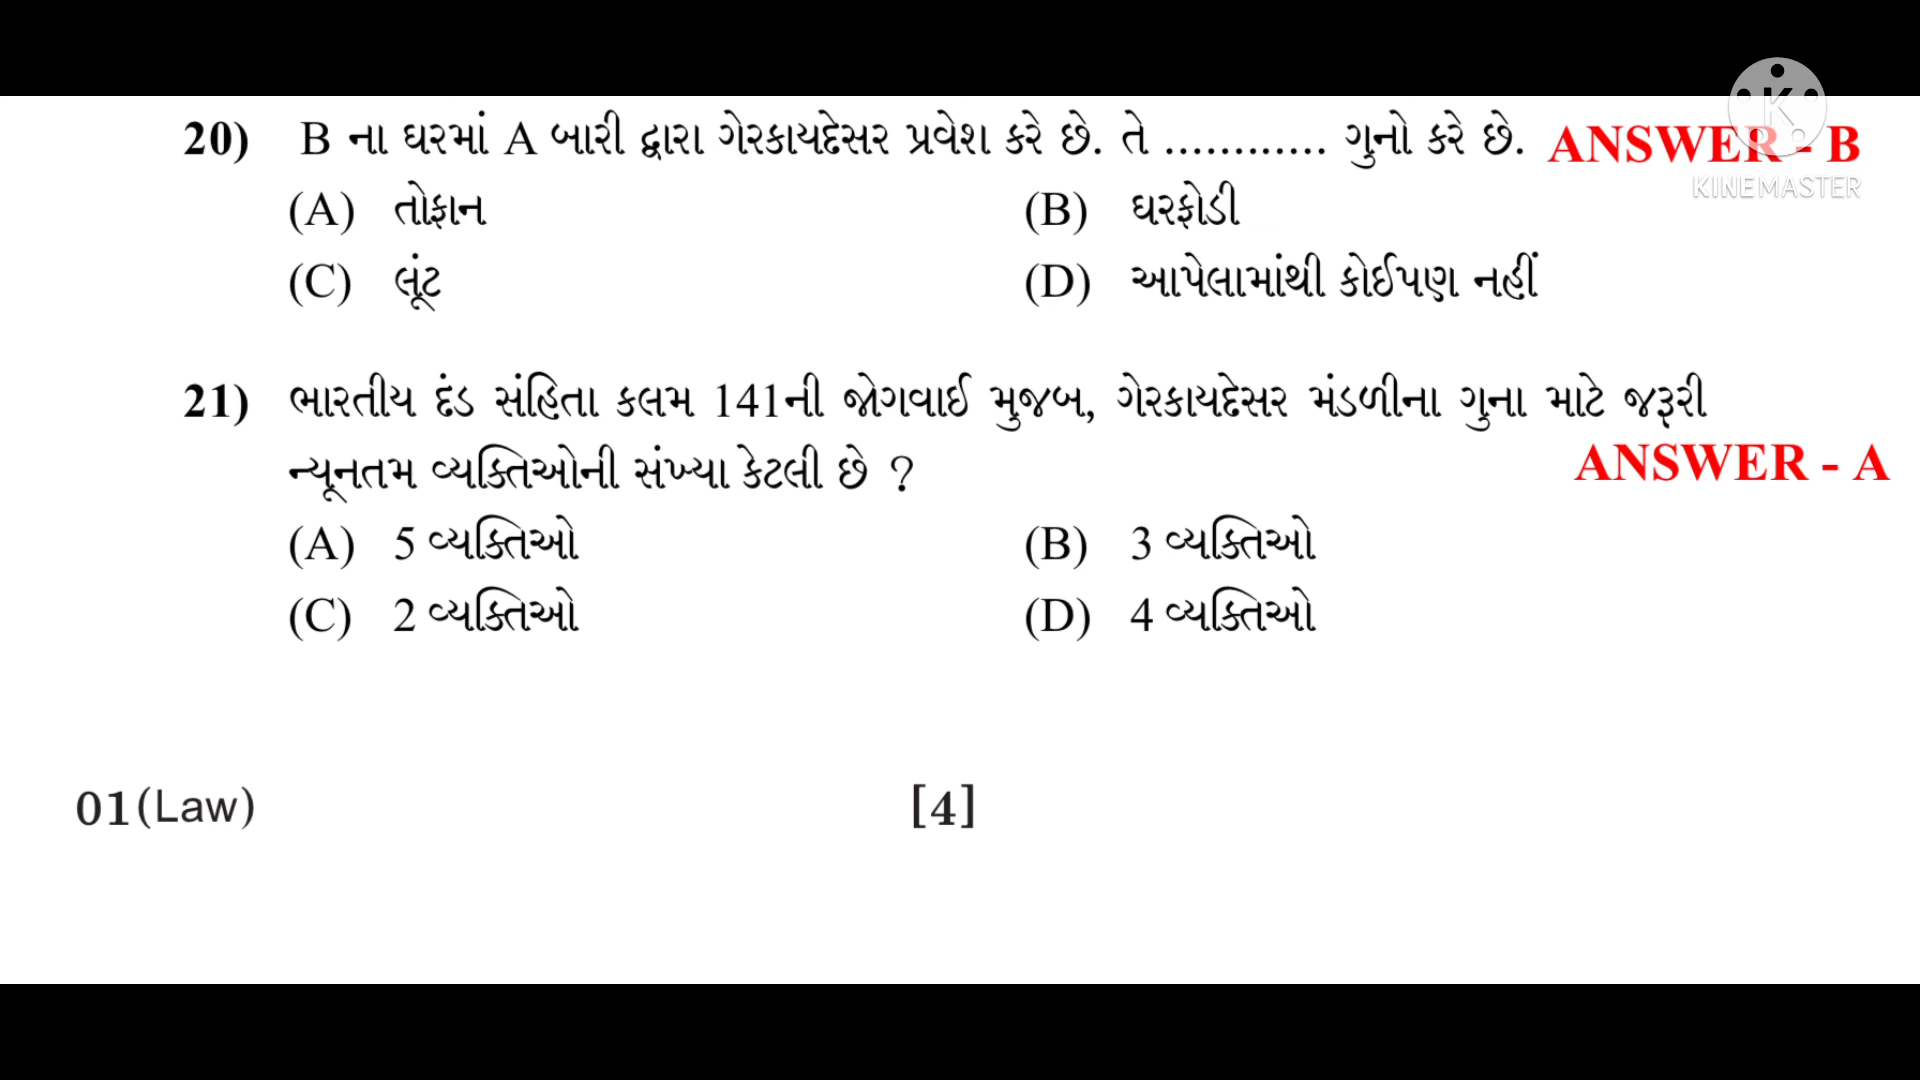 20) B ના ઘરમાં A બારી દ્વારા ગેરકાયદેસર પ્રવેશ કરે છે. તે ............ ગુનો કરે છે. ANSWER - B
K
KINEMASTER
(A) તોફાન (B) ઘરફોડી
(C) લૂંટ (D) આપેલામાંથી કોઈપણ નહીં
21) ભારતીય દંડ સંહિતા કલમ 141ની જોગવાઈ મુજબ, ગેરકાયદેસર મંડળીના ગુના માટે જરૂરી
ન્યૂનતમ વ્યક્તિઓની સંખ્યા કેટલી છે ? ANSWER - A
(A) 5 વ્યક્તિઓ (B) 3 વ્યક્તિઓ
(C) 2 વ્યક્તિઓ (D) 4 વ્યક્તિઓ
01(Law) [4]